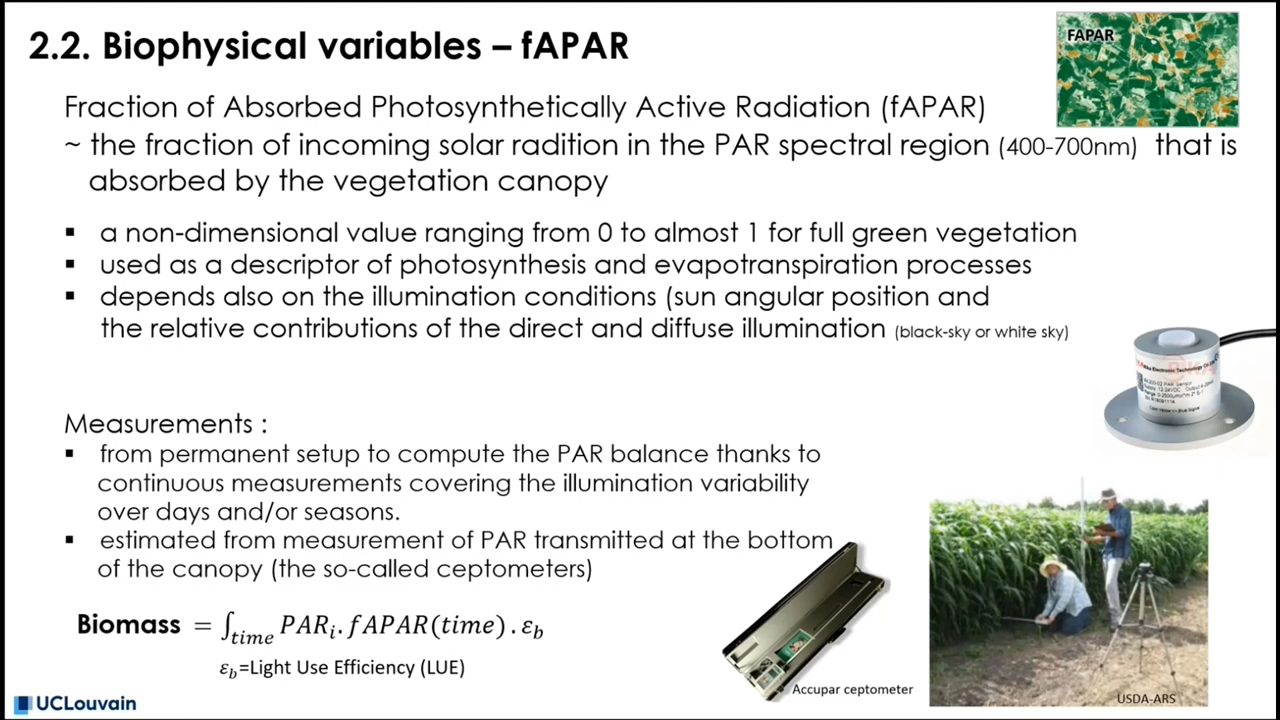 2.2. Biophysical variables – fAPAR
FAPAR
Fraction of Absorbed Photosynthetically Active Radiation (fAPAR)
~ the fraction of incoming solar radition in the PAR spectral region (400-700nm) that is
absorbed by the vegetation canopy
▪ a non-dimensional value ranging from 0 to almost 1 for full green vegetation
▪ used as a descriptor of photosynthesis and evapotranspiration processes
▪ depends also on the illumination conditions (sun angular position and
the relative contributions of the direct and diffuse illumination (black-sky or white sky)
Measurements :
▪ from permanent setup to compute the PAR balance thanks to
continuous measurements covering the illumination variability
over days and/or seasons.
▪ estimated from measurement of PAR transmitted at the bottom
of the canopy (the so-called ceptometers)
Biomass = ∫time PARi. fAPAR(time). εb
εb=Light Use Efficiency (LUE)
Accupar ceptometer
USDA-ARS
UCLouvain